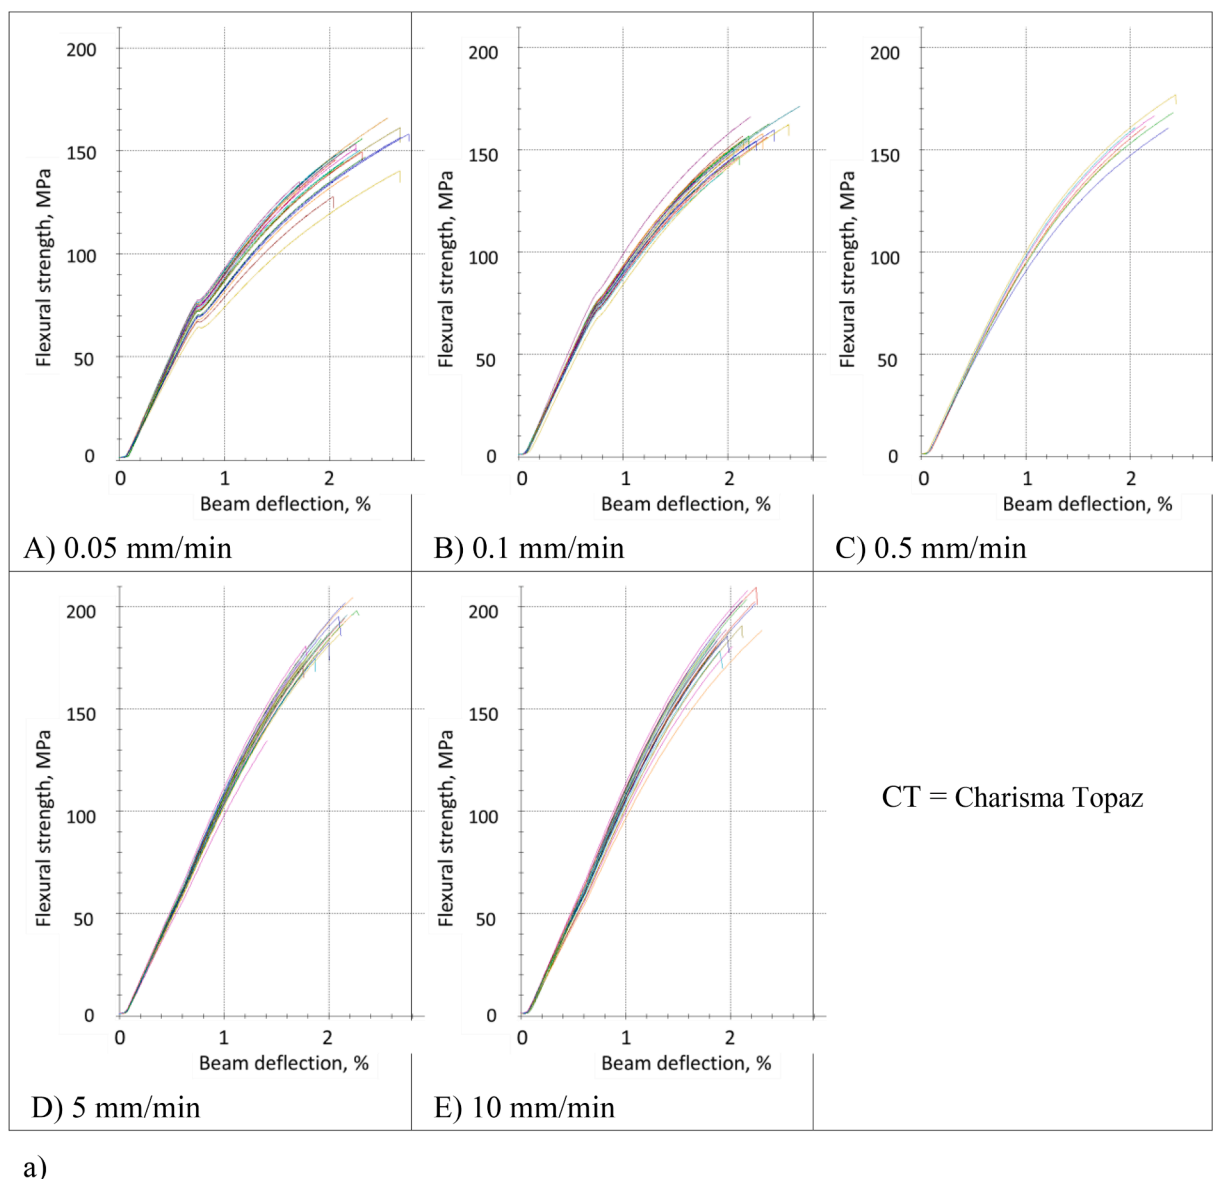 200
150
100
50
0
Flexural strength, MPa
0 1 2
Beam deflection, %
A) 0.05 mm/min
200
150
100
50
0
Flexural strength, MPa
0 1 2
Beam deflection, %
B) 0.1 mm/min
200
150
100
50
0
Flexural strength, MPa
0 1 2
Beam deflection, %
C) 0.5 mm/min
200
150
100
50
0
Flexural strength, MPa
0 1 2
Beam deflection, %
D) 5 mm/min
200
150
100
50
0
Flexural strength, MPa
0 1 2
Beam deflection, %
E) 10 mm/min
CT = Charisma Topaz
a)